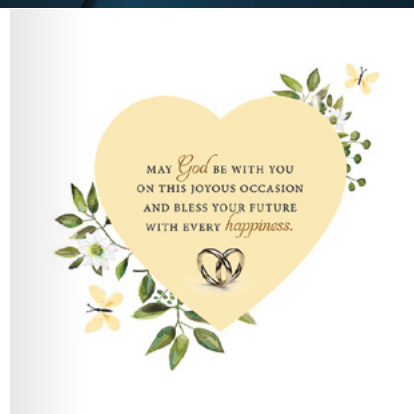 MAY God BE WITH YOU
ON THIS JOYOUS OCCASION
AND BLESS YOUR FUTURE
WITH EVERY happiness.